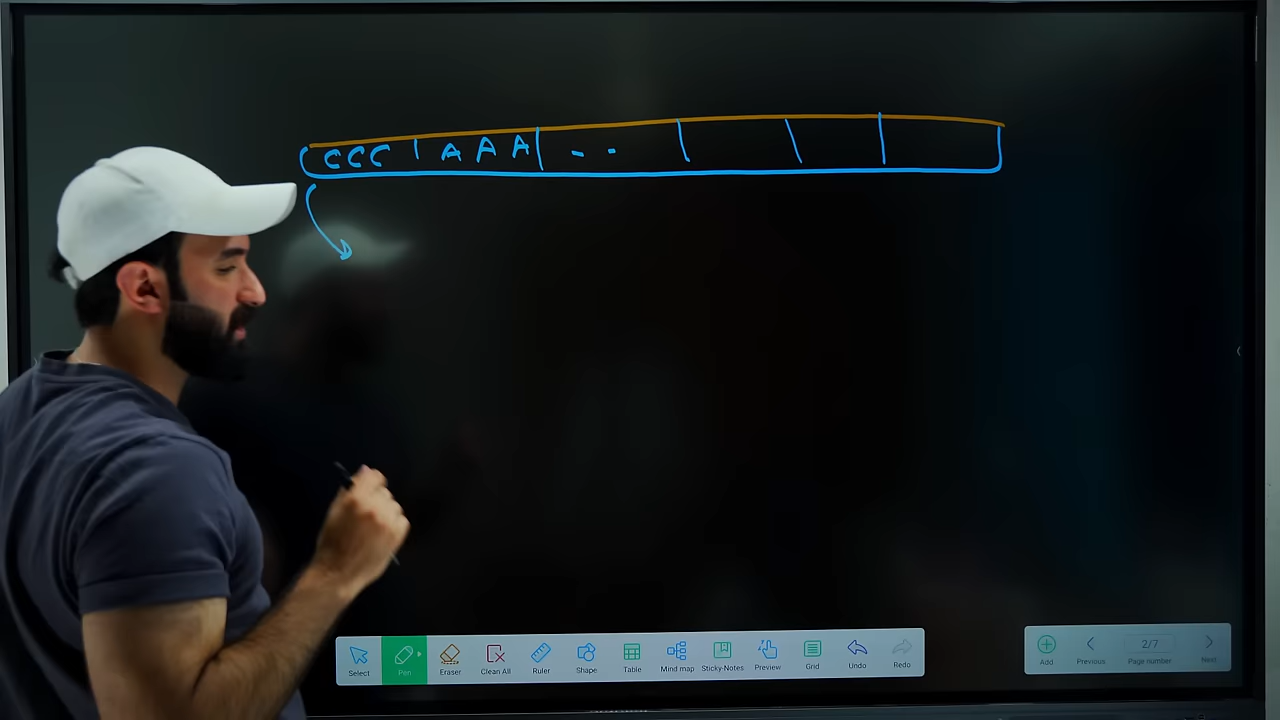 CCC | AAA | - - | | |
Select Pen Eraser Clean All Ruler Shape Table Mind map Sticky-Notes Preview Grid Undo Redo
Add Previous 2/7 Page number Next